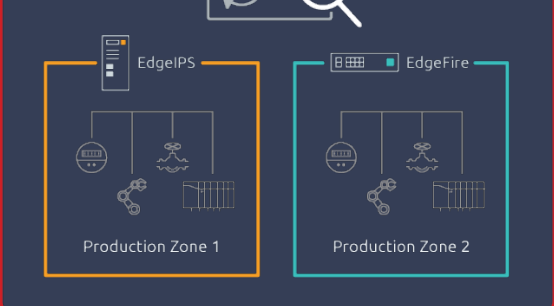 EdgeIPS
EdgeFire
Production Zone 1
Production Zone 2